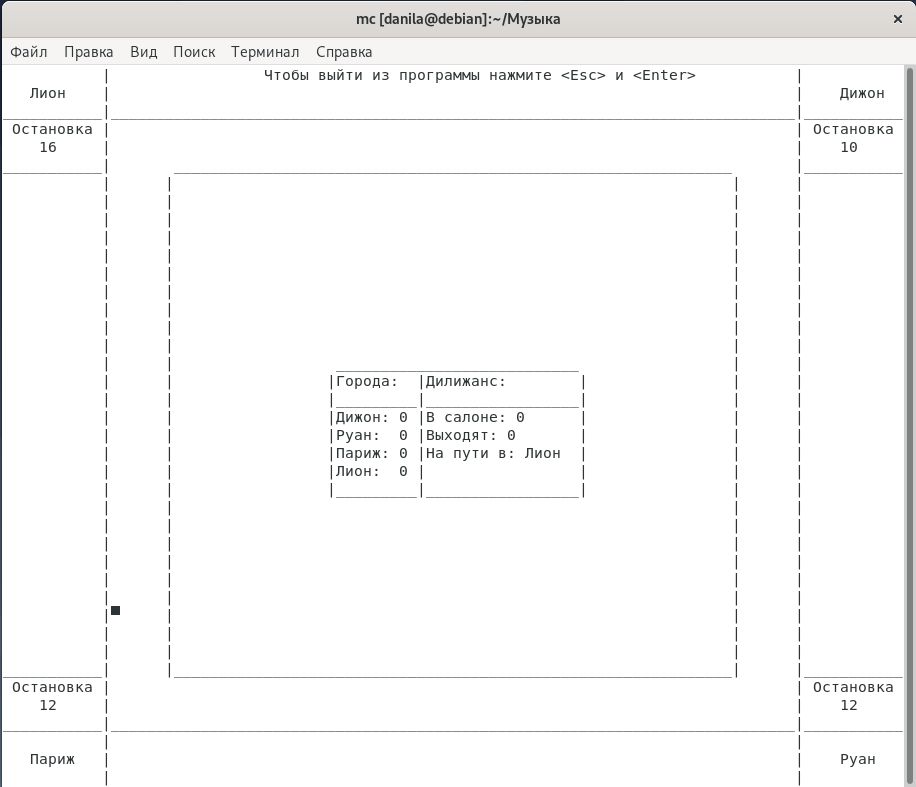 mc [danila@debian]:~/Музыка
Файл Правка Вид Поиск Терминал Справка
Чтобы выйти из программы нажмите <Esc> и <Enter>
Лион Дижон
Остановка Остановка
16 10
Города: Дилижанс:
Дижон: 0 В салоне: 0
Руан: 0 Выходят: 0
Париж: 0 На пути в: Лион
Лион: 0
Остановка Остановка
12 12
Париж Руан